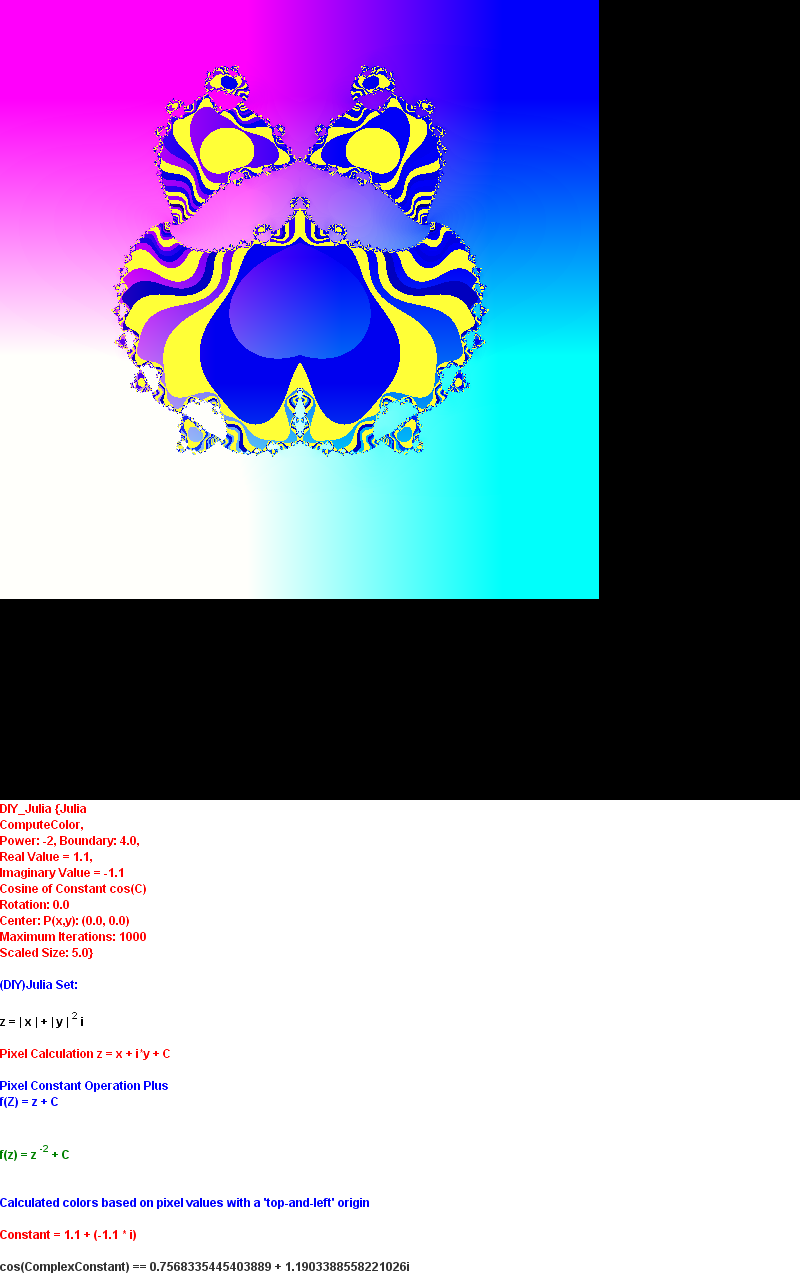 DIY_Julia {Julia
ComputeColor,
Power: -2, Boundary: 4.0,
Real Value = 1.1,
Imaginary Value = -1.1
Cosine of Constant cos(C)
Rotation: 0.0
Center: P(x,y): (0.0, 0.0)
Maximum Iterations: 1000
Scaled Size: 5.0}
(DIY)Julia Set:
z = | x | + | y | ² i
Pixel Calculation z = x + i*y + C
Pixel Constant Operation Plus
f(Z) = z + C
f(z) = z ⁻² + C
Calculated colors based on pixel values with a 'top-and-left' origin
Constant = 1.1 + (-1.1 * i)
cos(ComplexConstant) == 0.7568335445403889 + 1.1903388558221026i